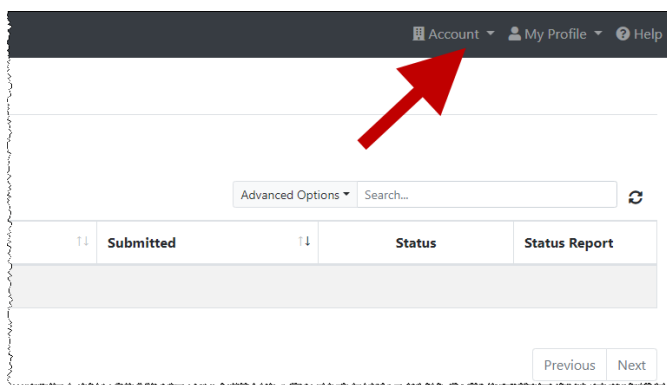 Account My Profile Help
Advanced Options Search...
Submitted Status Status Report
Previous Next